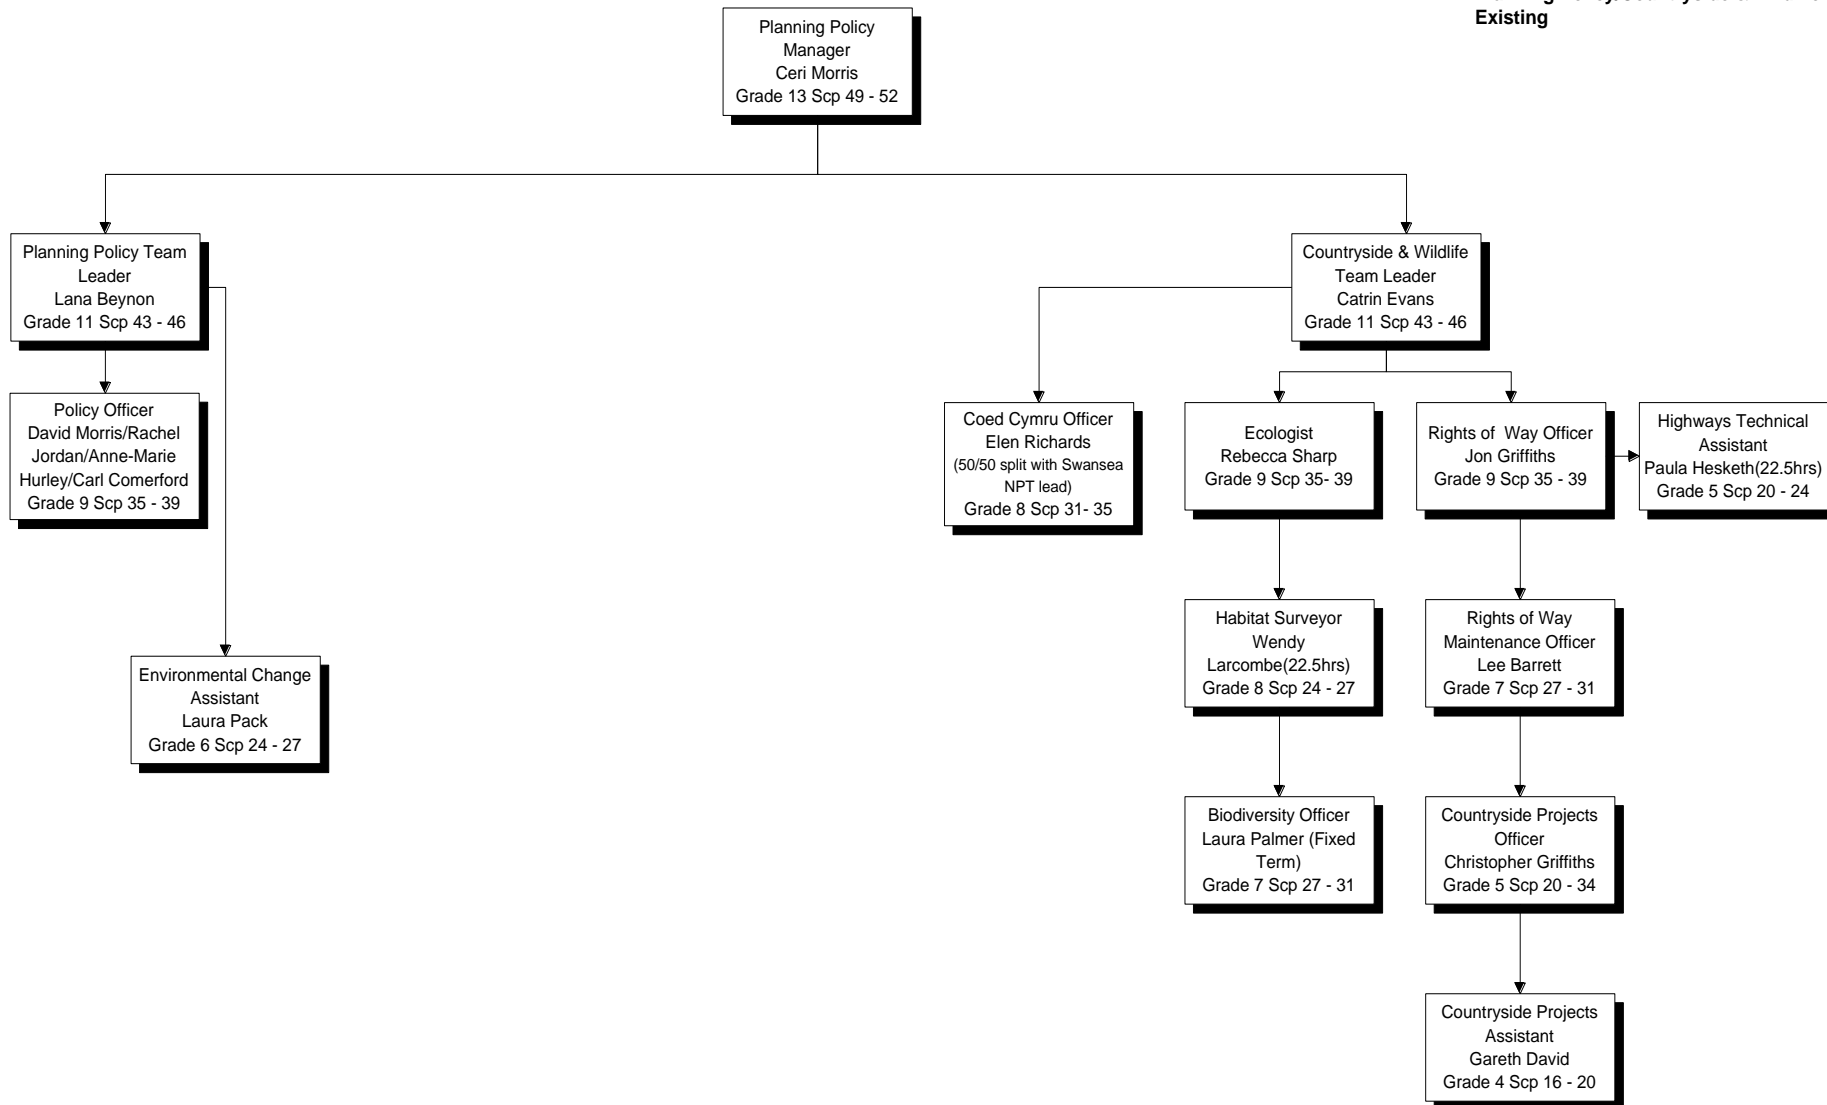 Existing
Planning Policy
Manager
Ceri Morris
Grade 13 Scp 49 - 52
Planning Policy Team
Leader
Lana Beynon
Grade 11 Scp 43 - 46
Countryside & Wildlife
Team Leader
Catrin Evans
Grade 11 Scp 43 - 46
Policy Officer
David Morris/Rachel
Jordan/Anne-Marie
Hurley/Carl Comerford
Grade 9 Scp 35 - 39
Coed Cymru Officer
Elen Richards
(50/50 split with Swansea
NPT lead)
Grade 8 Scp 31- 35
Ecologist
Rebecca Sharp
Grade 9 Scp 35- 39
Rights of Way Officer
Jon Griffiths
Grade 9 Scp 35 - 39
Highways Technical
Assistant
Paula Hesketh(22.5hrs)
Grade 5 Scp 20 - 24
Environmental Change
Assistant
Laura Pack
Grade 6 Scp 24 - 27
Habitat Surveyor
Wendy
Larcombe(22.5hrs)
Grade 8 Scp 24 - 27
Rights of Way
Maintenance Officer
Lee Barrett
Grade 7 Scp 27 - 31
Biodiversity Officer
Laura Palmer (Fixed
Term)
Grade 7 Scp 27 - 31
Countryside Projects
Officer
Christopher Griffiths
Grade 5 Scp 20 - 34
Countryside Projects
Assistant
Gareth David
Grade 4 Scp 16 - 20